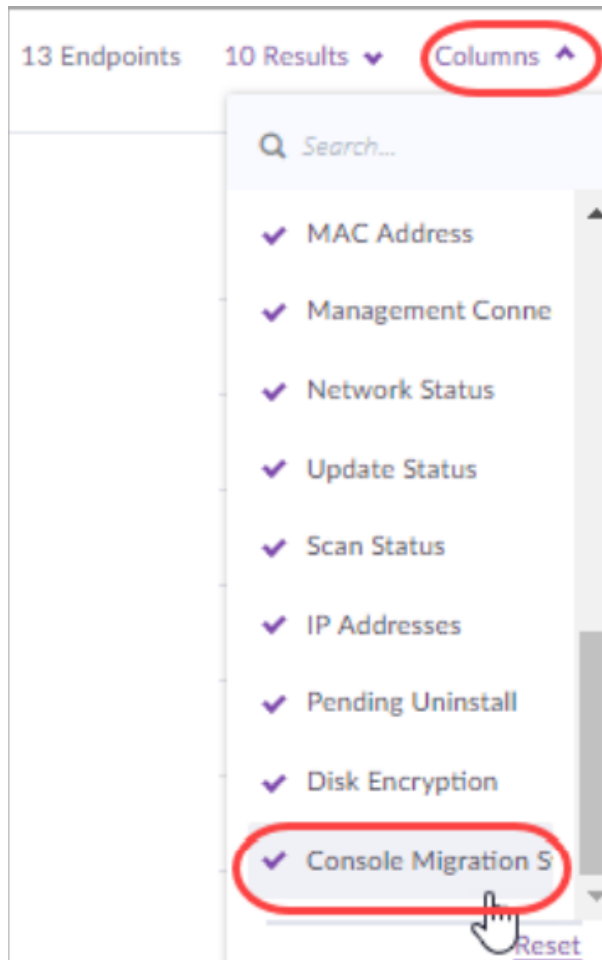 13 Endpoints 10 Results Columns
Search...
MAC Address
Management Conne
Network Status
Update Status
Scan Status
IP Addresses
Pending Uninstall
Disk Encryption
Console Migration S
Reset